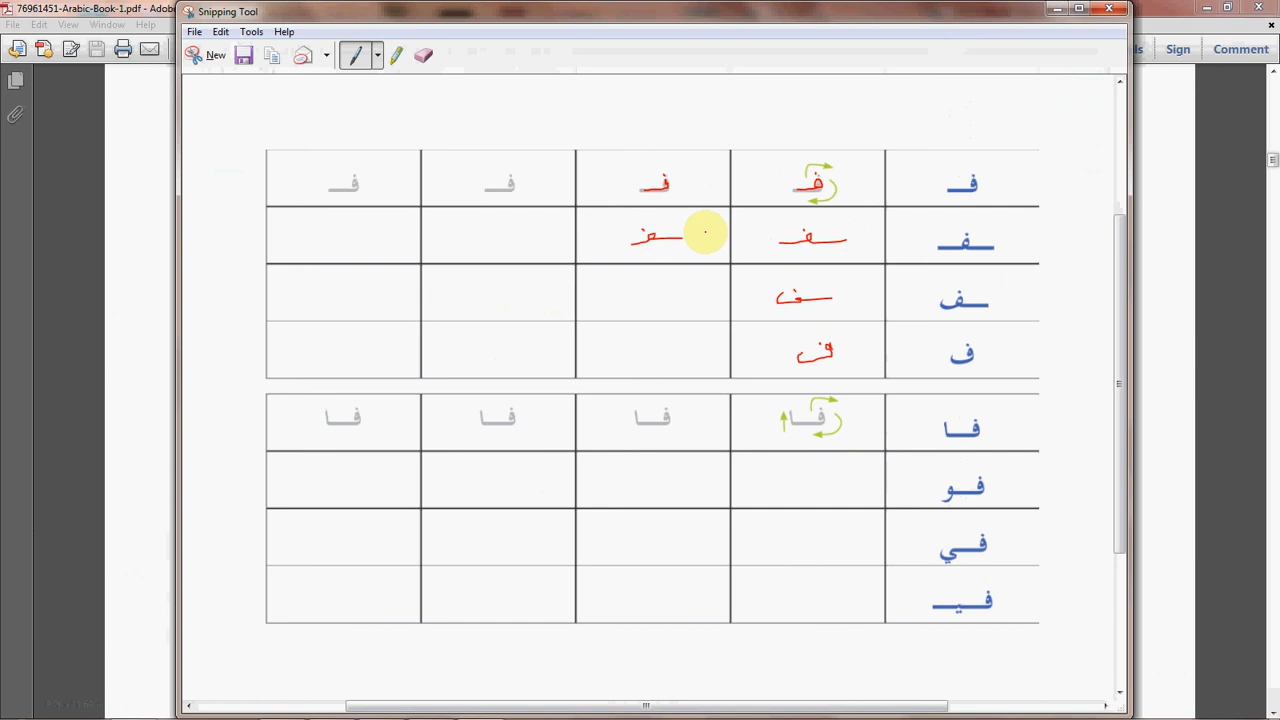 76961451-Arabic-Book-1.pdf - Adob
Snipping Tool
File Edit View Window Help
File Edit Tools Help
New
Sign
Comment
فـ فـ فـ فـ فـ
ـفـ ـفـ ـفـ
ـف ـف
ف ف
فـا فـا فـا فـا فـا
فـو
فـي
فـيـ